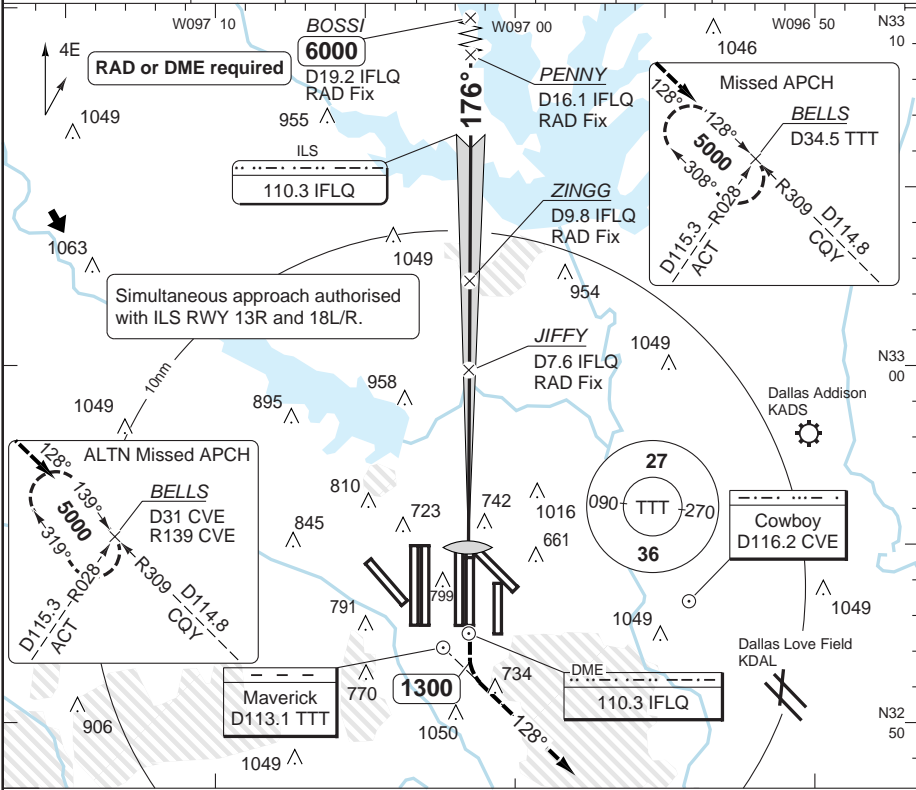 W097 10
W097 00
W096 50
N33
10
4E
RAD or DME required
BOSSI
6000
D19.2 IFLQ
RAD Fix
176°
PENNY
D16.1 IFLQ
RAD Fix
1046
1049
955
ILS
110.3 IFLQ
Missed APCH
128°
128°
BELLS
D34.5 TTT
5000
308°
R028
D115.3
ACT
R309
D114.8
CQY
ZINGG
D9.8 IFLQ
RAD Fix
1063
1049
954
Simultaneous approach authorised
with ILS RWY 13R and 18L/R.
JIFFY
D7.6 IFLQ
RAD Fix
1049
N33
00
10nm
958
895
1049
Dallas Addison
KADS
ALTN Missed APCH
128°
139°
BELLS
D31 CVE
R139 CVE
5000
319°
R028
D115.3
ACT
R309
D114.8
CQY
810
723
742
1016
845
661
27
090
TTT
270
36
Cowboy
D116.2 CVE
799
791
1049
1049
Dallas Love Field
KDAL
Maverick
D113.1 TTT
770
1300
734
DME
110.3 IFLQ
906
1050
128°
1049
N32
50